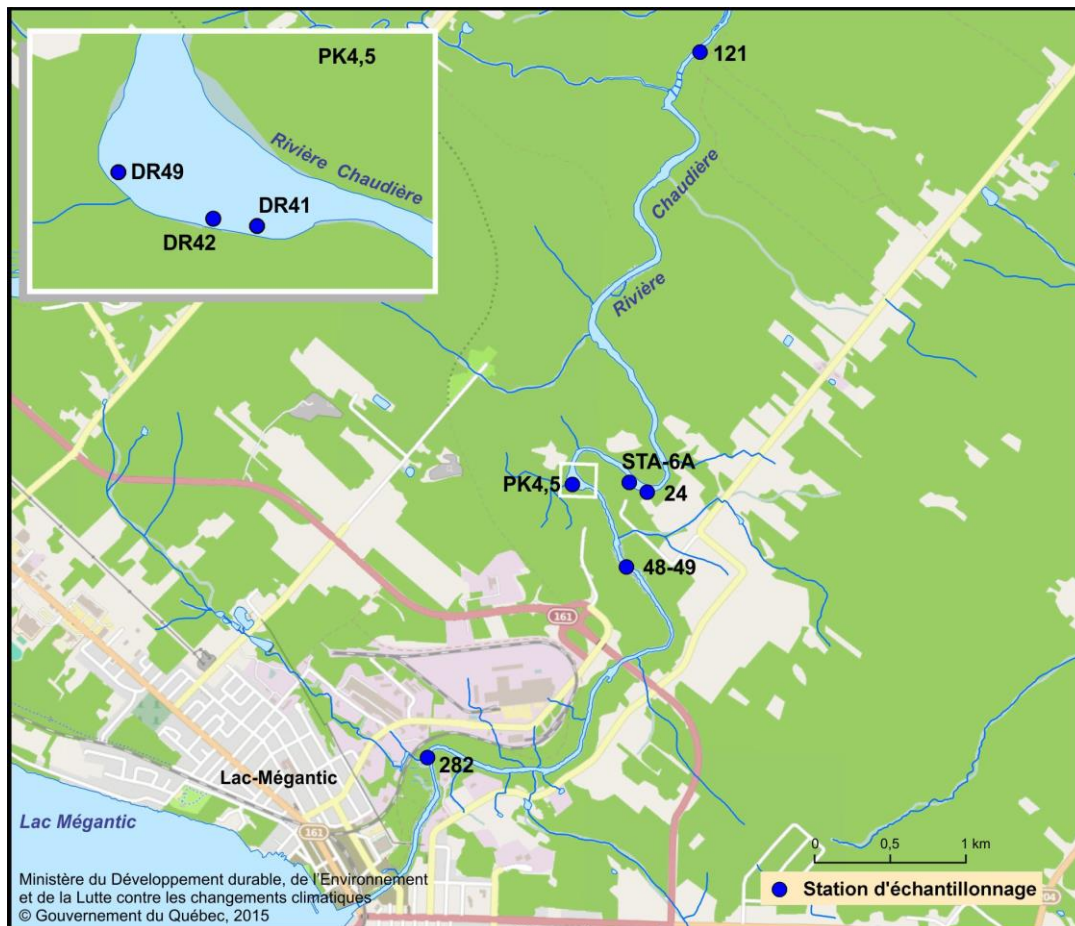 PK4,5
Rivière Chaudière
DR49
DR41
DR42
121
Chaudière
Rivière
STA-6A
PK4,5
24
48-49
161
282
Lac-Mégantic
Lac Mégantic
161
0 0,5 1 km
Ministère du Développement durable, de l'Environnement
et de la Lutte contre les changements climatiques
© Gouvernement du Québec, 2015
Station d'échantillonnage